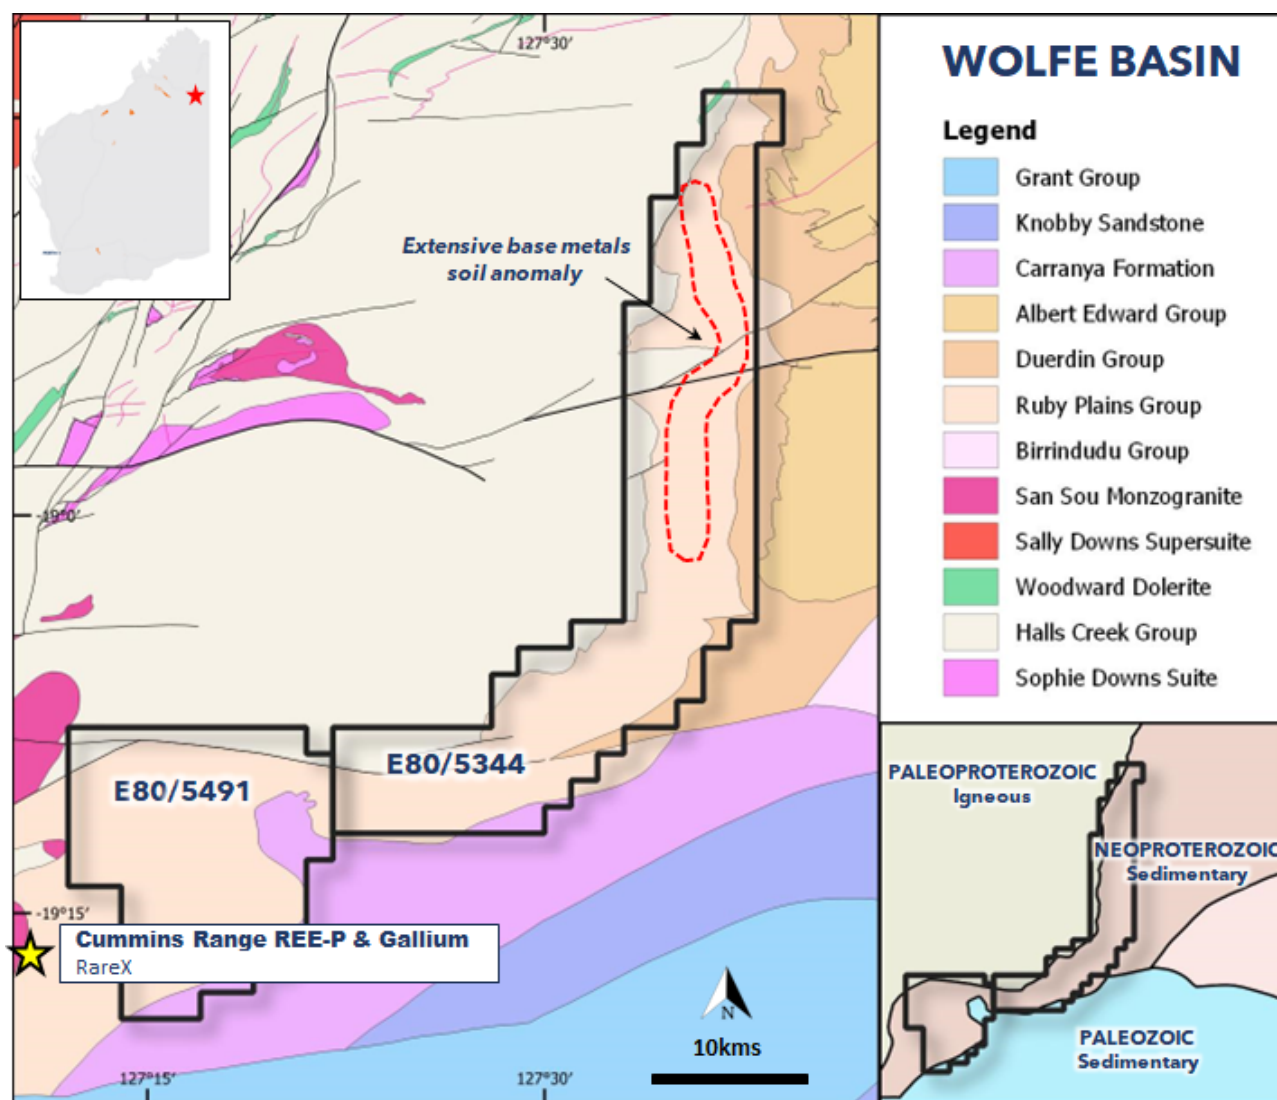 127°30'
WOLFE BASIN
Legend
Grant Group
Knobby Sandstone
Carranya Formation
Albert Edward Group
Duerdin Group
Ruby Plains Group
Birrindudu Group
San Sou Monzogranite
Sally Downs Supersuite
Woodward Dolerite
Halls Creek Group
Sophie Downs Suite
Extensive base metals
soil anomaly
-19°0'
E80/5491
E80/5344
-19°15'
Cummins Range REE-P & Gallium
RareX
N
10kms
127°15'
127°30'
PALEOPROTEROZOIC
Igneous
NEOPROTEROZOIC
Sedimentary
PALEOZOIC
Sedimentary